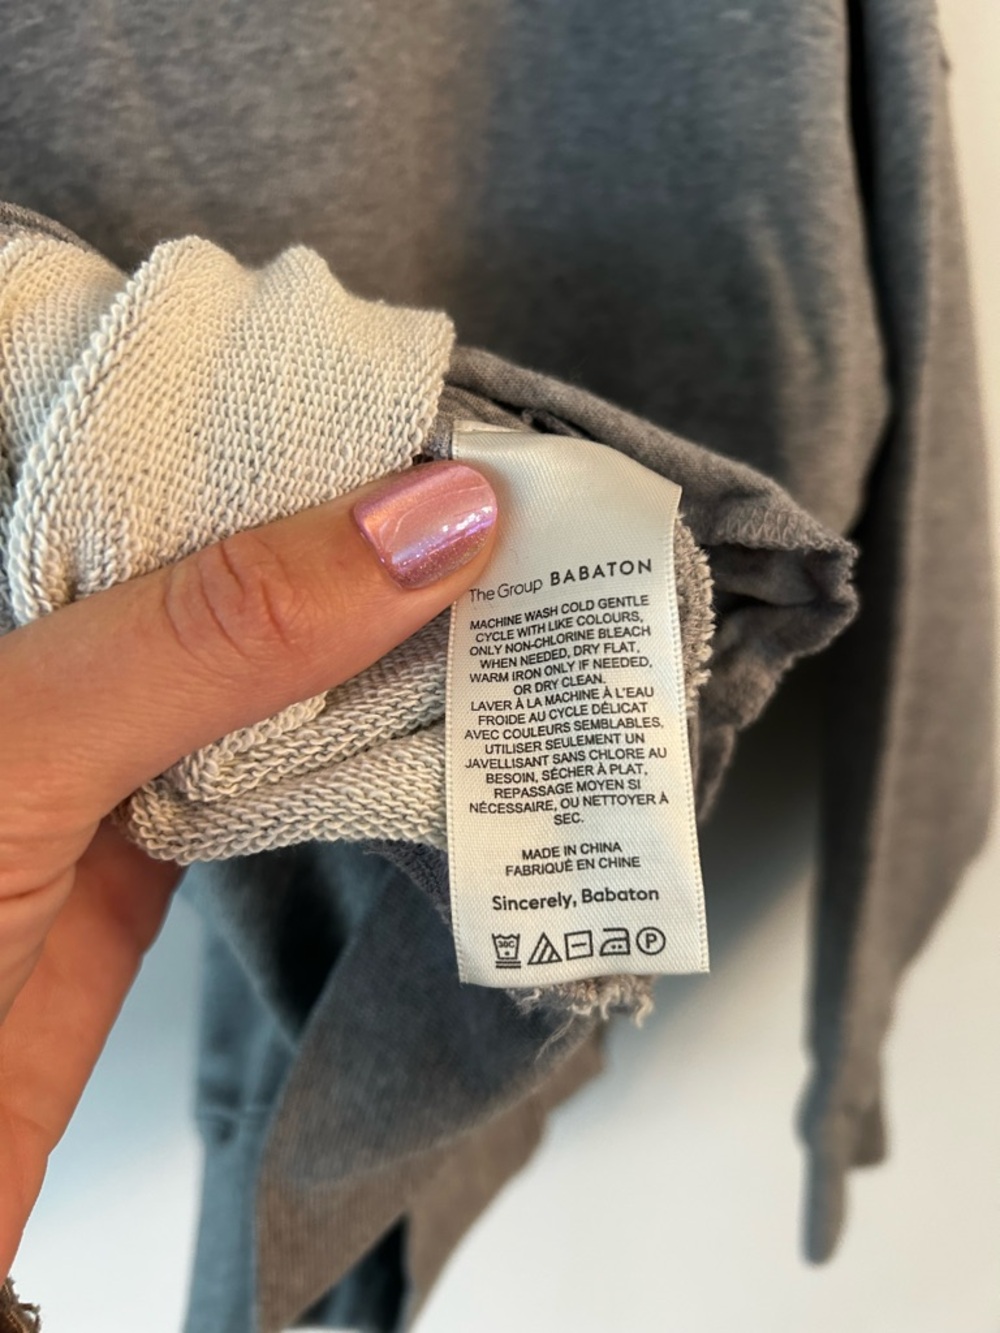 The Group BABATON
MACHINE WASH COLD GENTLE
CYCLE WITH LIKE COLOURS,
ONLY NON-CHLORINE BLEACH
WHEN NEEDED, DRY FLAT,
WARM IRON ONLY IF NEEDED,
OR DRY CLEAN.
LAVER À LA MACHINE À L'EAU
FROIDE AU CYCLE DÉLICAT
AVEC COULEURS SEMBLABLES,
UTILISER SEULEMENT UN
JAVELLISANT SANS CHLORE AU
BESOIN, SÉCHER À PLAT,
REPASSAGE MOYEN SI
NÉCESSAIRE, OU NETTOYER À
SEC.
MADE IN CHINA
FABRIQUÉ EN CHINE
Sincerely, Babaton
30C P